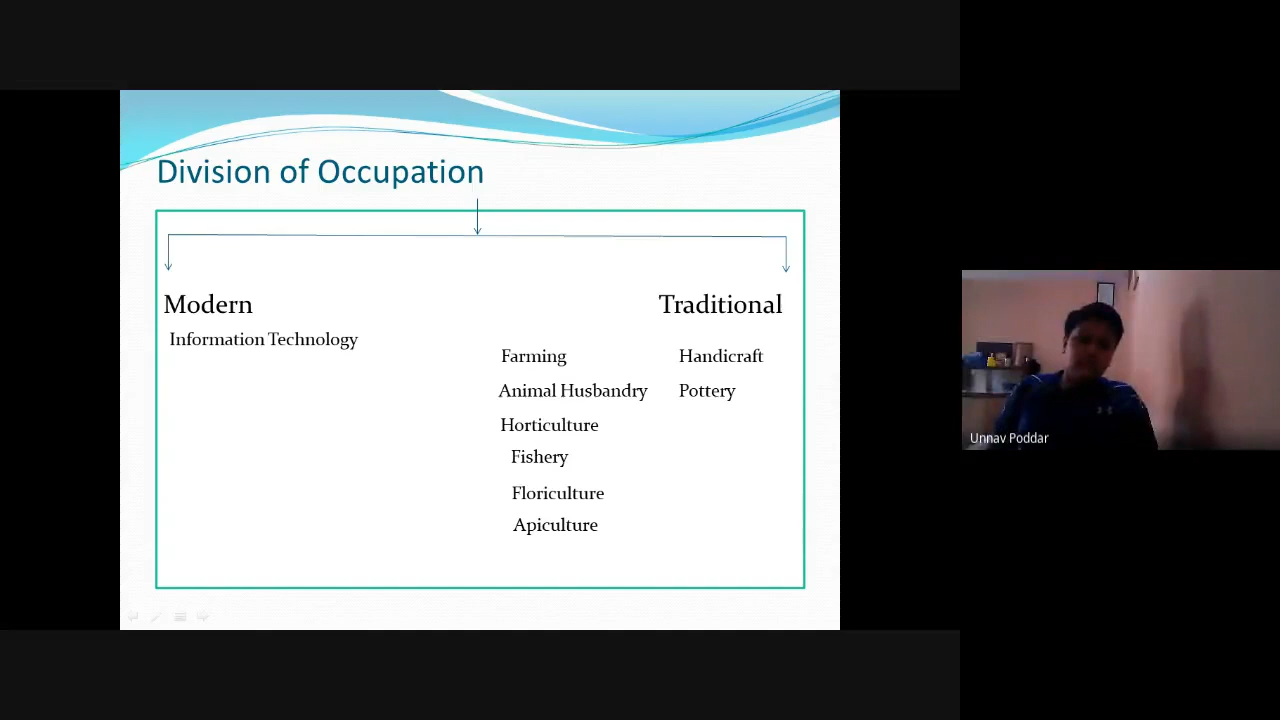 Division of Occupation
Modern
Traditional
Information Technology
Farming
Handicraft
Animal Husbandry
Pottery
Horticulture
Fishery
Floriculture
Apiculture
Unnav Poddar